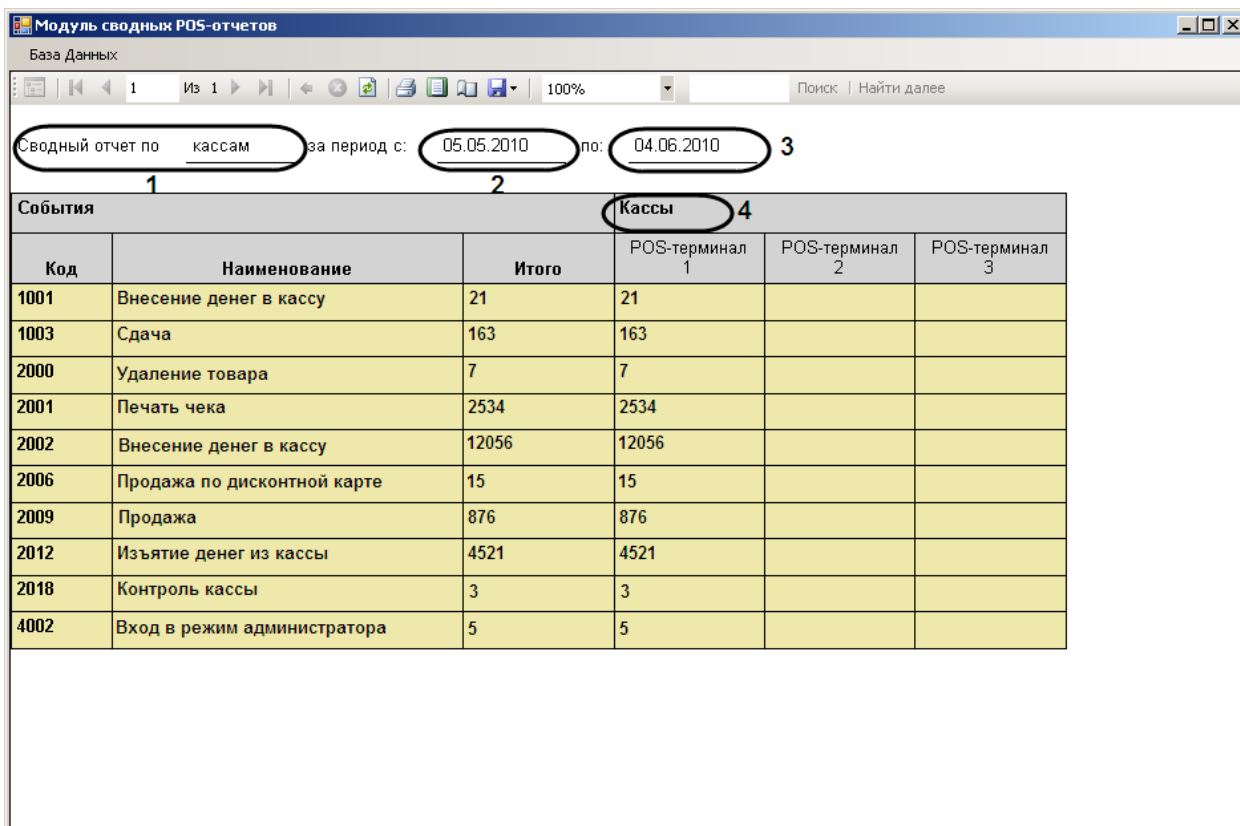 Модуль сводных POS-отчетов
База Данных
1 Из 1 100% Поиск | Найти далее
Сводный отчет по кассам за период с: 05.05.2010 по: 04.06.2010 3
1 2
События Кассы 4
Код Наименование Итого POS-терминал 1 POS-терминал 2 POS-терминал 3
1001 Внесение денег в кассу 21 21
1003 Сдача 163 163
2000 Удаление товара 7 7
2001 Печать чека 2534 2534
2002 Внесение денег в кассу 12056 12056
2006 Продажа по дисконтной карте 15 15
2009 Продажа 876 876
2012 Изъятие денег из кассы 4521 4521
2018 Контроль кассы 3 3
4002 Вход в режим администратора 5 5